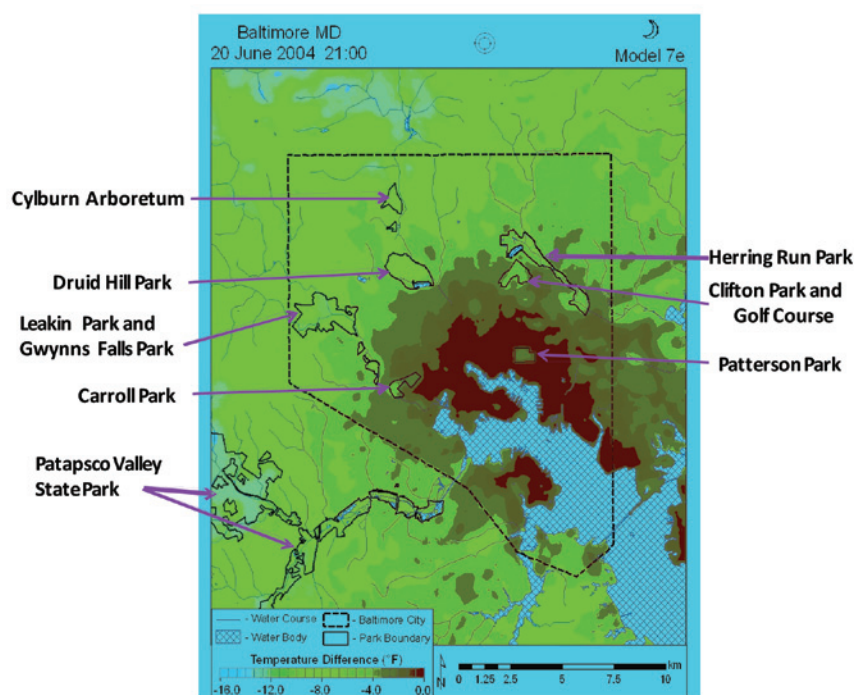 Baltimore MD
20 June 2004 21:00
Model 7e
Cylburn Arboretum
Druid Hill Park
Leakin Park and
Gwynns Falls Park
Carroll Park
Patapsco Valley
State Park
Herring Run Park
Clifton Park and
Golf Course
Patterson Park
- Water Course
- Baltimore City
- Water Body
- Park Boundary
Temperature Difference (°F)
-16.0 -12.0 -8.0 -4.0 0.0
N
km
0 1.25 2.5 5 7.5 10